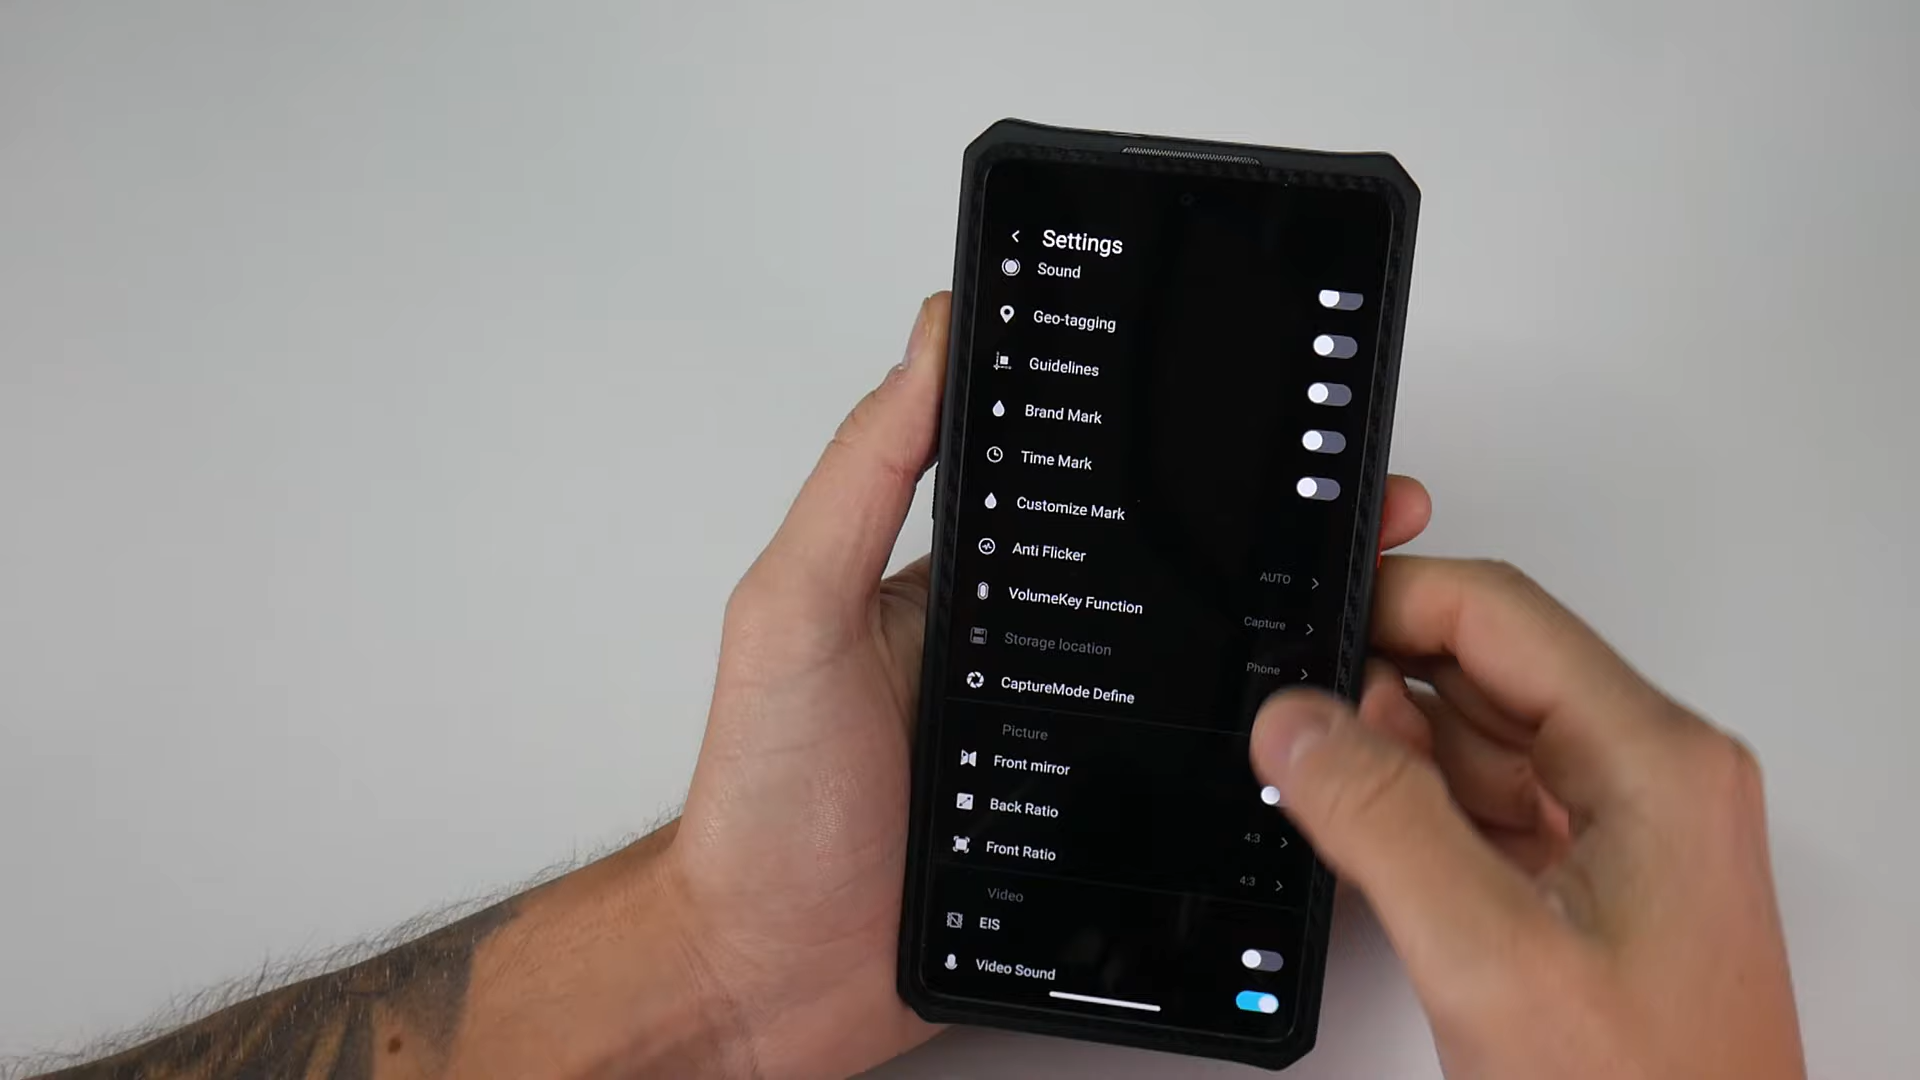 Settings
Sound
Geo-tagging
Guidelines
Brand Mark
Time Mark
Customize Mark
Anti Flicker
AUTO
VolumeKey Function
Capture
Storage location
Phone
CaptureMode Define
Picture
Front mirror
Back Ratio
4:3
Front Ratio
4:3
Video
EIS
Video Sound